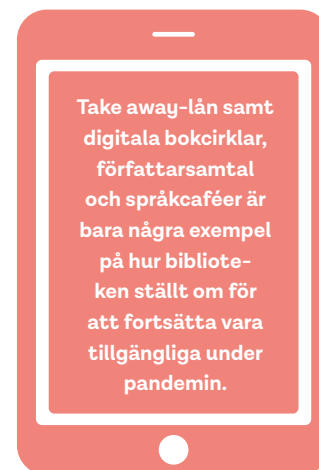 Take away-lån samt
digitala bokcirklar,
författarsamtal
och språkcaféer är
bara några exempel
på hur bibliote-
ken ställt om för
att fortsätta vara
tillgängliga under
pandemin.